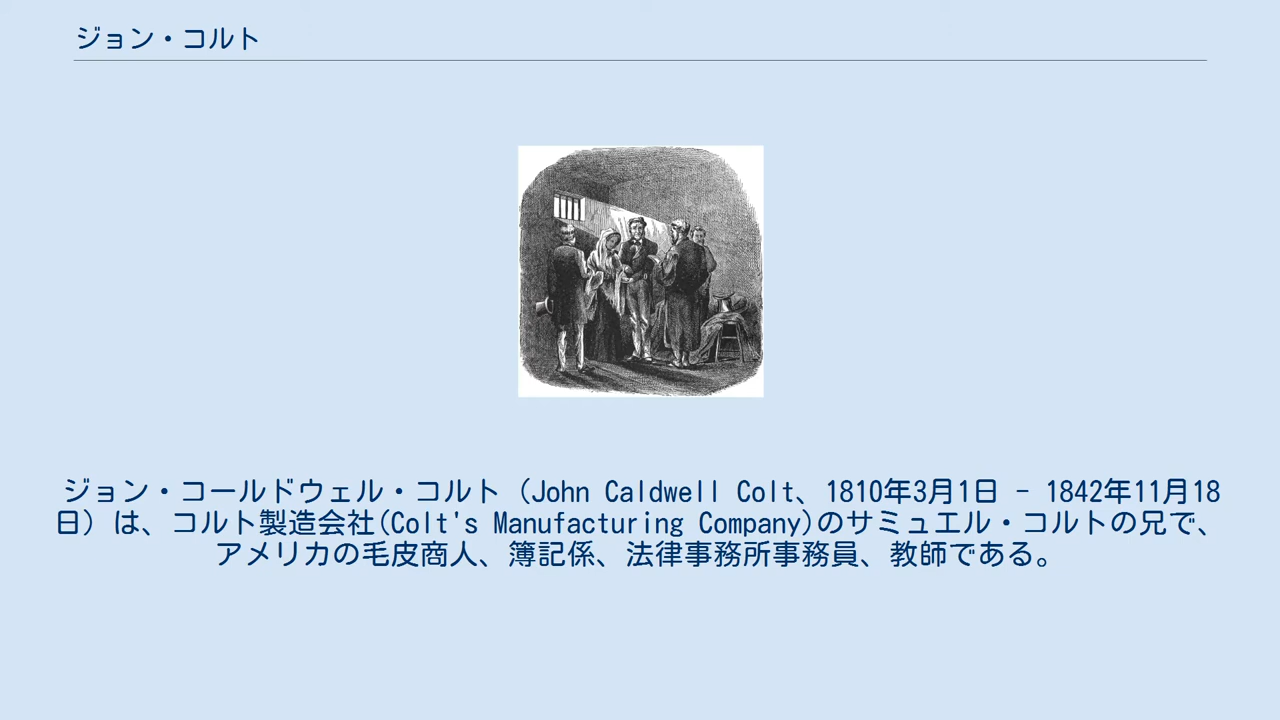 ジョン・コルト
ジョン・コールドウェル・コルト（John Caldwell Colt、1810年3月1日 - 1842年11月18
日）は、コルト製造会社(Colt's Manufacturing Company)のサミュエル・コルトの兄で、
アメリカの毛皮商人、簿記係、法律事務所事務員、教師である。